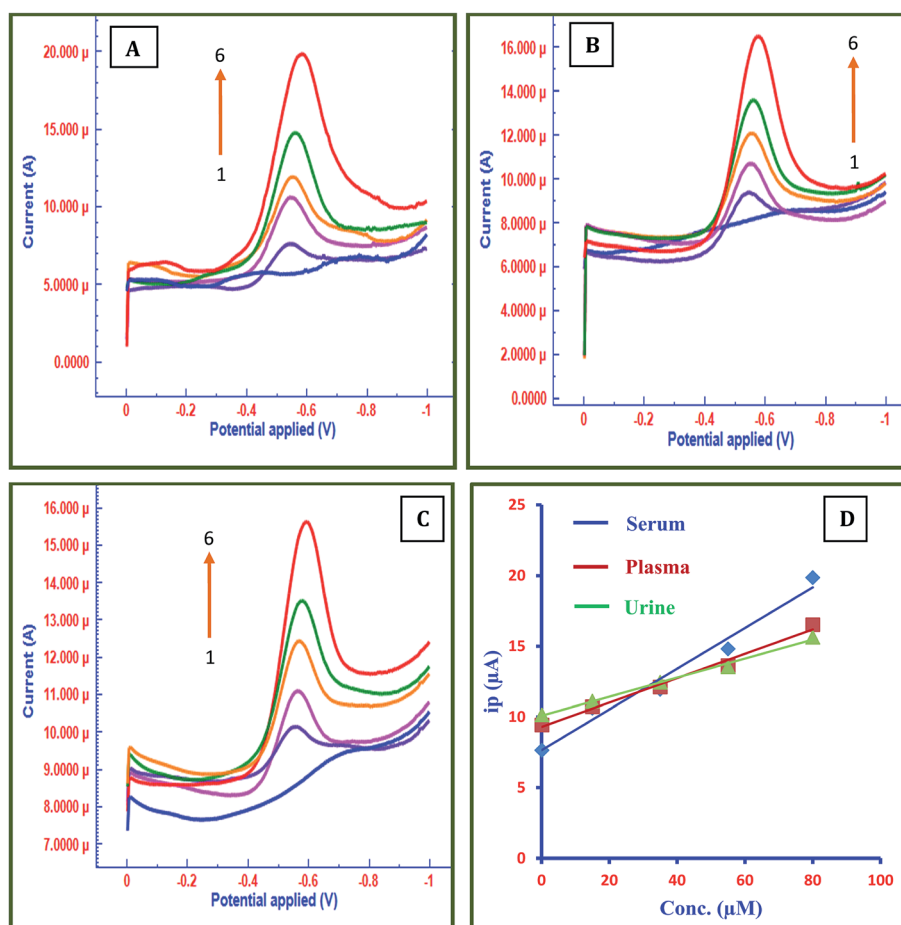 A
20.000 µ
15.000 µ
10.000 µ
5.0000 µ
0.0000
Current (A)
6
1
0 -0.2 -0.4 -0.6 -0.8 -1
Potential applied (V)
B
16.000 µ
14.000 µ
12.000 µ
10.000 µ
8.0000 µ
6.0000 µ
4.0000 µ
2.0000 µ
0.0000
Current (A)
6
1
0 -0.2 -0.4 -0.6 -0.8 -1
Potential applied (V)
C
16.000 µ
15.000 µ
14.000 µ
13.000 µ
12.000 µ
11.000 µ
10.000 µ
9.0000 µ
8.0000 µ
7.0000 µ
Current (A)
6
1
0 -0.2 -0.4 -0.6 -0.8 -1
Potential applied (V)
D
Serum
Plasma
Urine
25
20
15
10
5
0
ip (µA)
0 20 40 60 80 100
Conc. (µM)